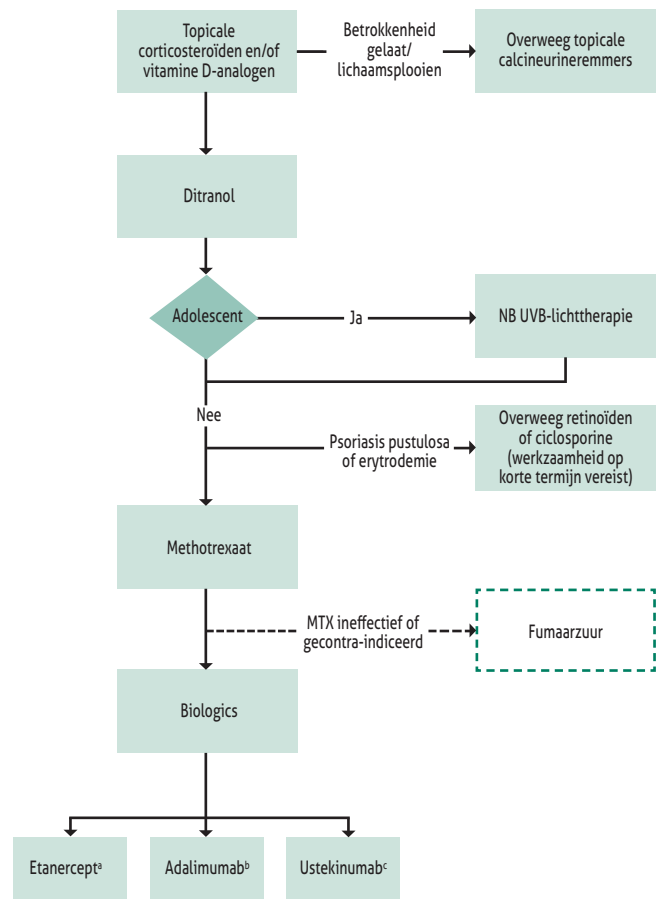 Topicale
corticosteroïden en/of
vitamine D-analogen
Betrokkenheid
gelaat/
lichaamsplooien
Overweeg topicale
calcineurineremmers
Ditranol
Adolescent
Ja
NB UVB-lichttherapie
Nee
Psoriasis pustulosa
of erytrodemie
Overweeg retinoïden
of ciclosporine
(werkzaamheid op
korte termijn vereist)
Methotrexaat
MTX ineffectief of
gecontra-indiceerd
Fumaarzuur
Biologics
Etanerceptᵃ
Adalimumabᵇ
Ustekinumabᶜ